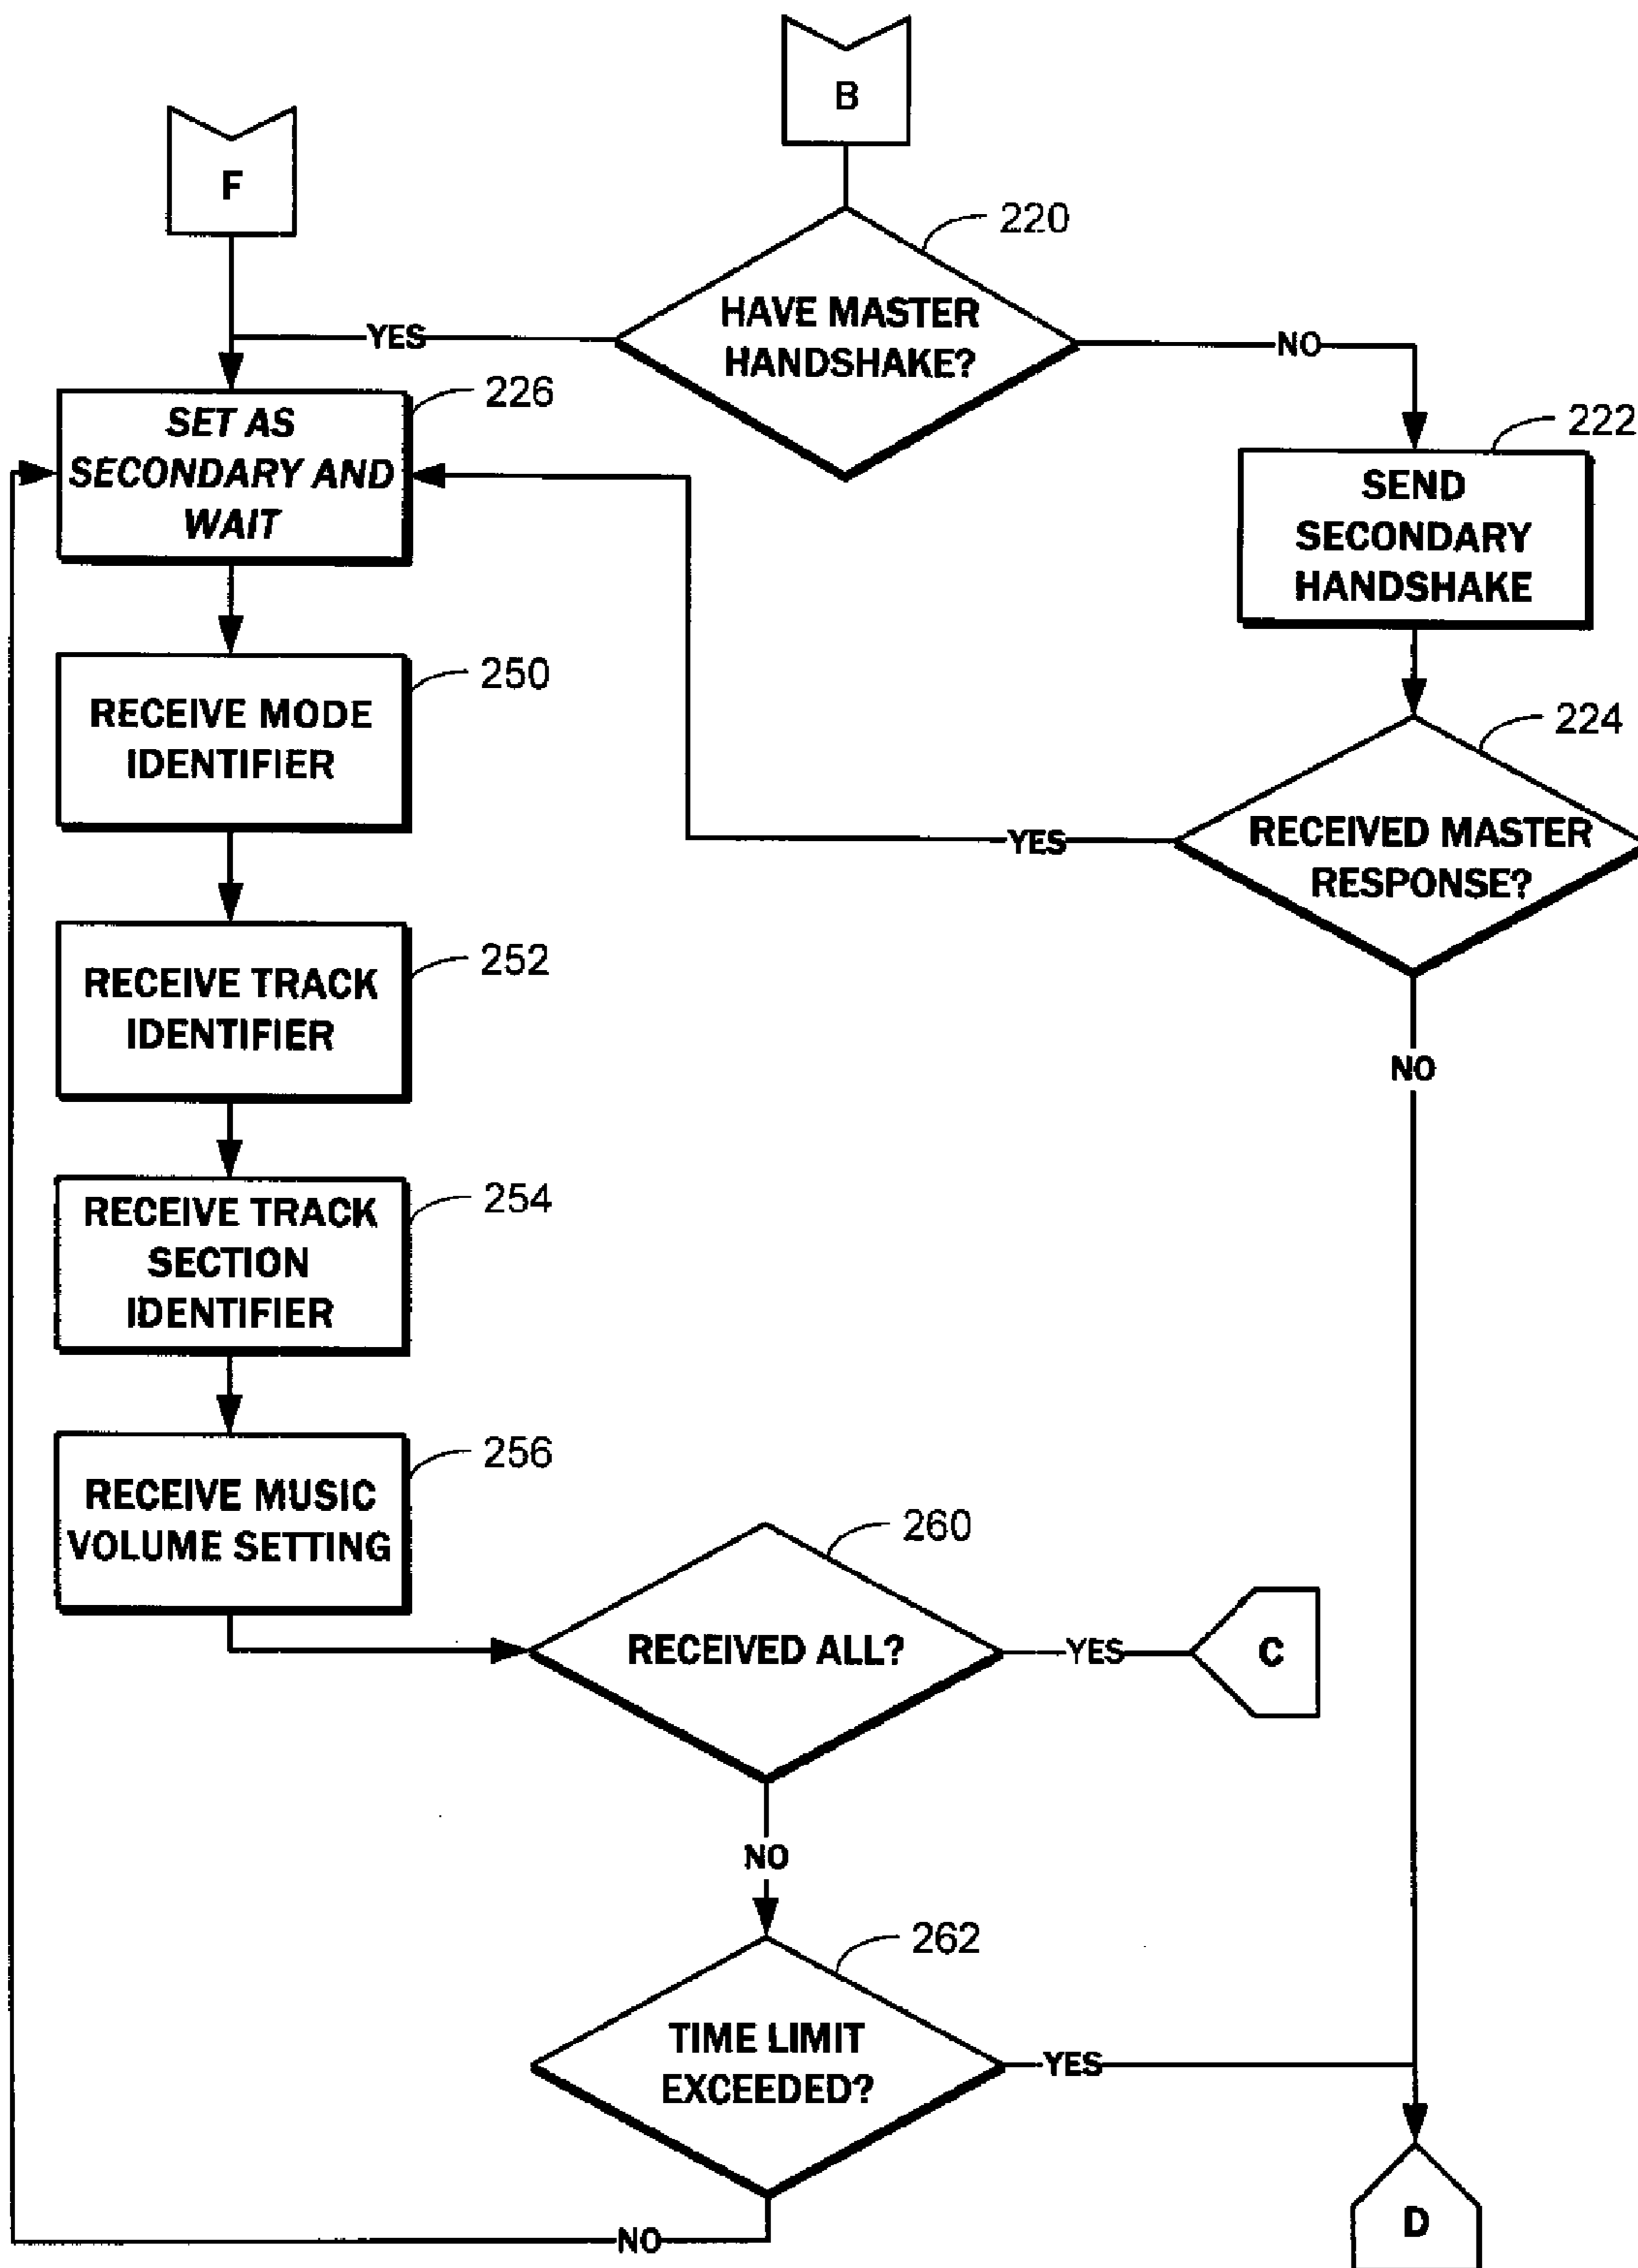 B
F
220
HAVE MASTER
HANDSHAKE?
YES
NO
226
SET AS
SECONDARY AND
WAIT
222
SEND
SECONDARY
HANDSHAKE
250
RECEIVE MODE
IDENTIFIER
224
RECEIVED MASTER
RESPONSE?
YES
NO
252
RECEIVE TRACK
IDENTIFIER
254
RECEIVE TRACK
SECTION
IDENTIFIER
256
RECEIVE MUSIC
VOLUME SETTING
260
RECEIVED ALL?
YES
C
NO
262
TIME LIMIT
EXCEEDED?
YES
NO
D